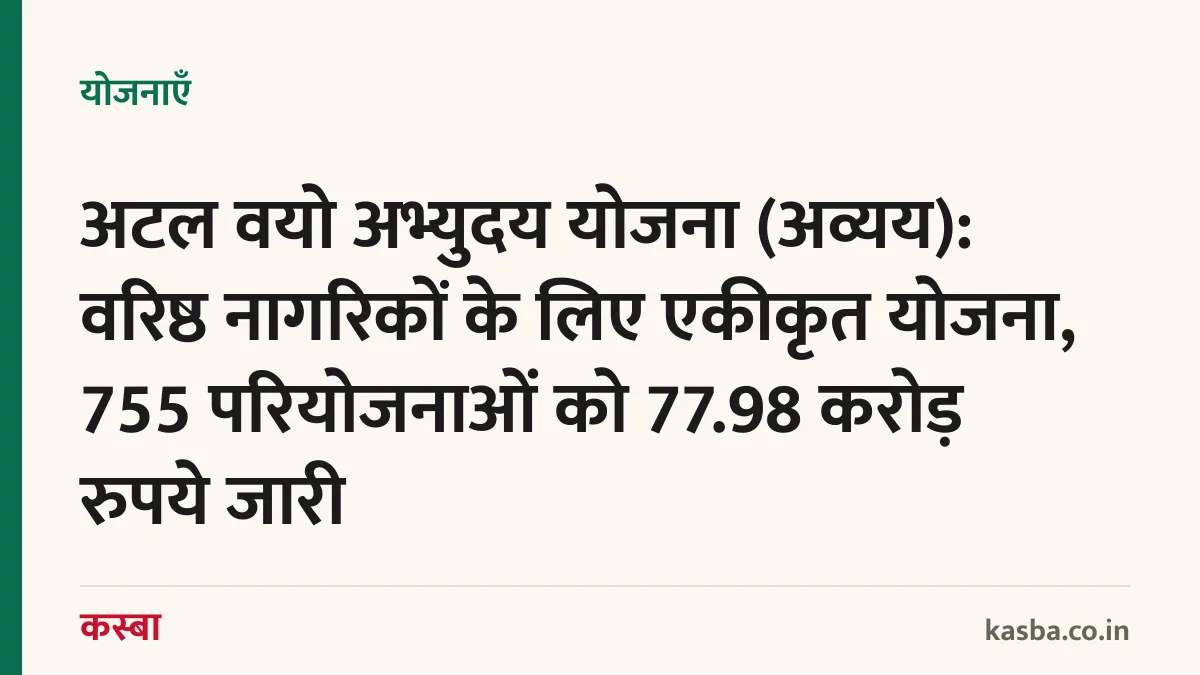 योजनाएँ
अटल वयो अभ्युदय योजना (अव्यय):
वरिष्ठ नागरिकों के लिए एकीकृत योजना,
755 परियोजनाओं को 77.98 करोड़
रुपये जारी
कस्बा
kasba.co.in